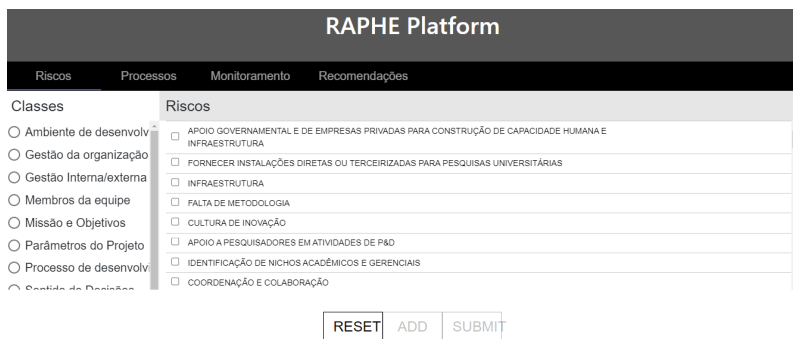 RAPHE Platform
Riscos Processos Monitoramento Recomendações
Classes
Ambiente de desenvolv
Gestão da organização
Gestão Interna/externa
Membros da equipe
Missão e Objetivos
Parâmetros do Projeto
Processo de desenvolvi
Sentido de Decisões
Riscos
APOIO GOVERNAMENTAL E DE EMPRESAS PRIVADAS PARA CONSTRUÇÃO DE CAPACIDADE HUMANA E
INFRAESTRUTURA
FORNECER INSTALAÇÕES DIRETAS OU TERCEIRIZADAS PARA PESQUISAS UNIVERSITÁRIAS
INFRAESTRUTURA
FALTA DE METODOLOGIA
CULTURA DE INOVAÇÃO
APOIO A PESQUISADORES EM ATIVIDADES DE P&D
IDENTIFICAÇÃO DE NICHOS ACADÊMICOS E GERENCIAIS
COORDENAÇÃO E COLABORAÇÃO
RESET ADD SUBMIT